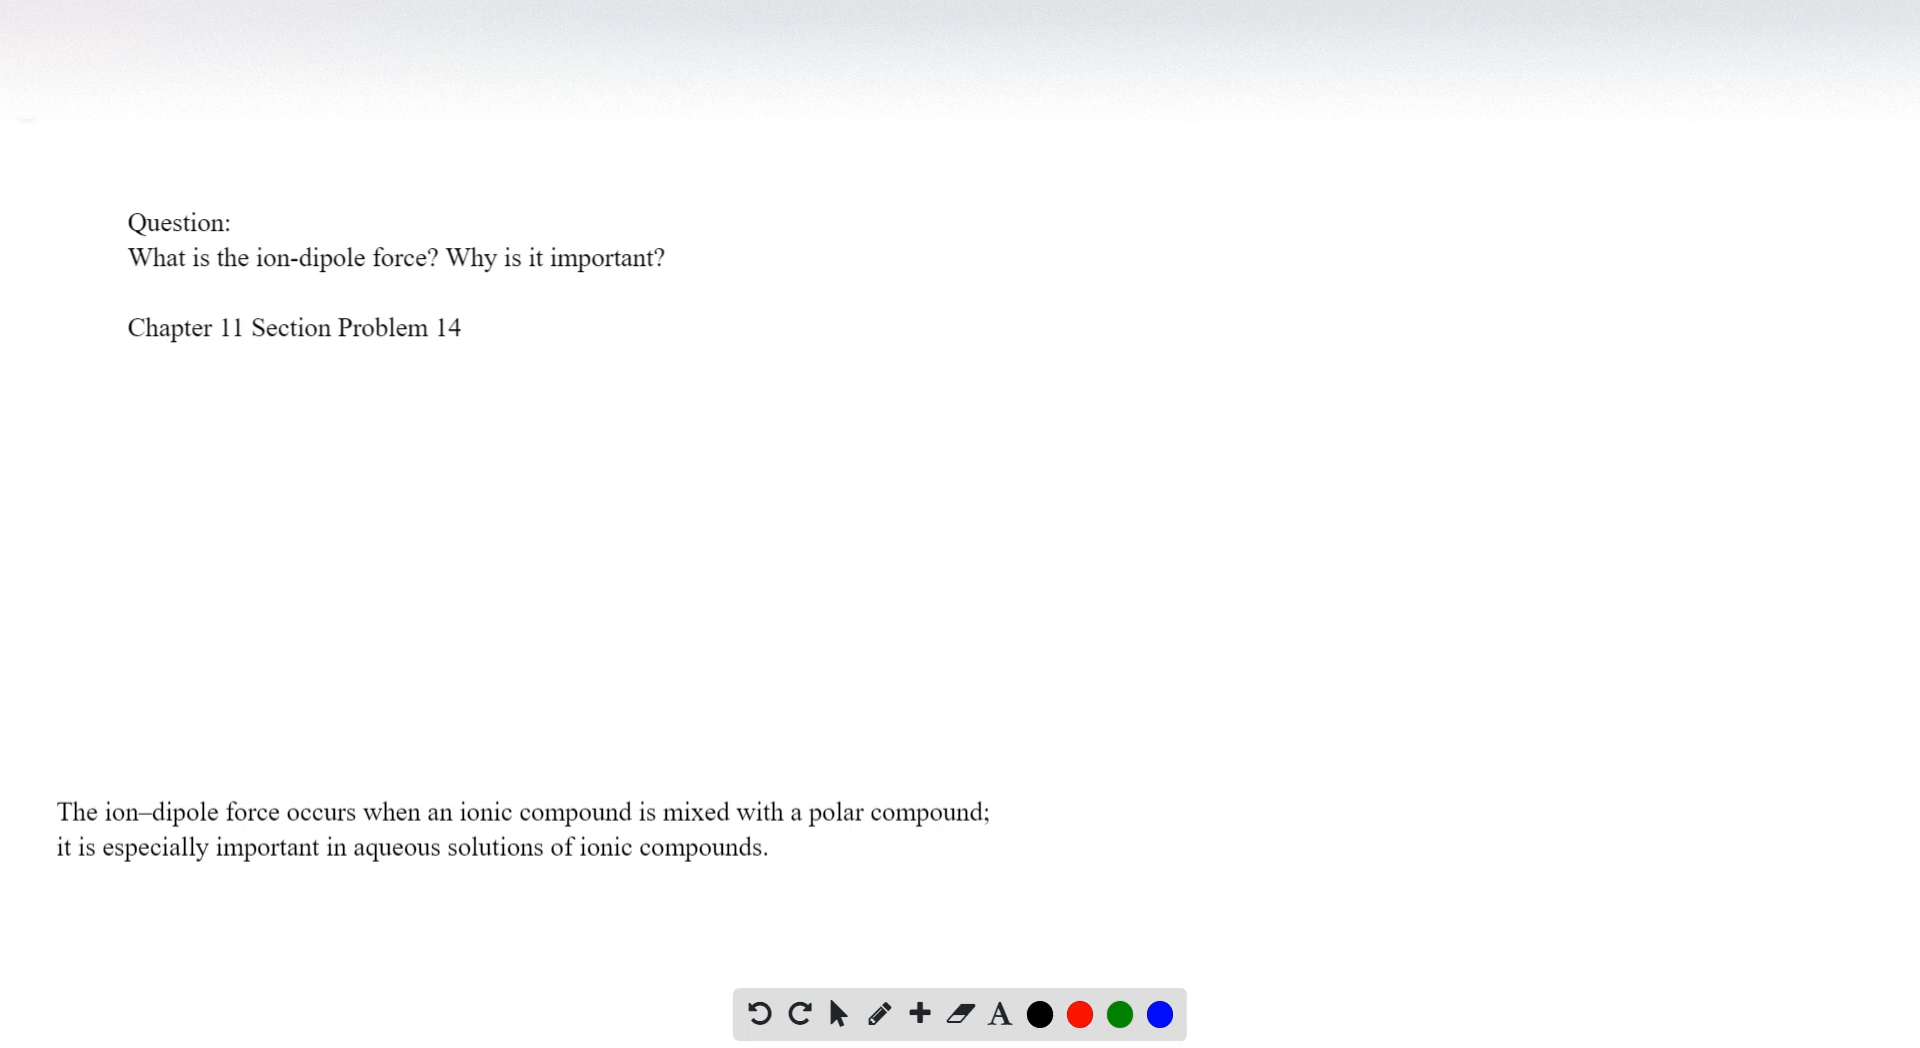 Question:
What is the ion-dipole force? Why is it important?
Chapter 11 Section Problem 14
The ion–dipole force occurs when an ionic compound is mixed with a polar compound;
it is especially important in aqueous solutions of ionic compounds.
A